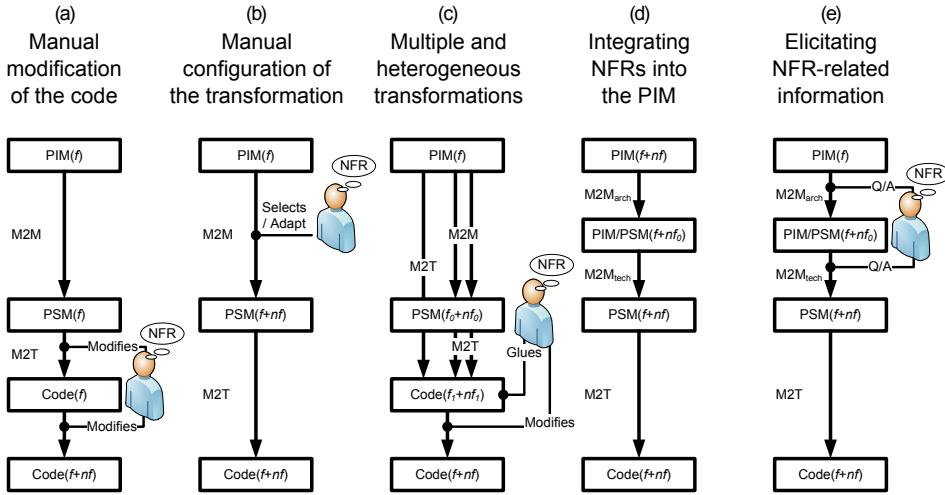 (a)
Manual
modification
of the code
PIM(f)
M2M
PSM(f)
M2T
Modifies
NFR
Code(f)
Modifies
Code(f+nf)
(b)
Manual
configuration of
the transformation
PIM(f)
NFR
Selects
/ Adapt
M2M
PSM(f+nf)
M2T
Code(f+nf)
(c)
Multiple and
heterogeneous
transformations
PIM(f)
M2M
M2T
NFR
PSM(f₀+nf₀)
M2T
Glues
Code(f₁+nf₁)
Modifies
Code(f+nf)
(d)
Integrating
NFRs into
the PIM
PIM(f+nf)
M2March
PIM/PSM(f+nf₀)
M2Mtech
PSM(f+nf)
M2T
Code(f+nf)
(e)
Elicitating
NFR-related
information
PIM(f)
NFR
Q/A
M2March
PIM/PSM(f+nf₀)
Q/A
M2Mtech
PSM(f+nf)
M2T
Code(f+nf)